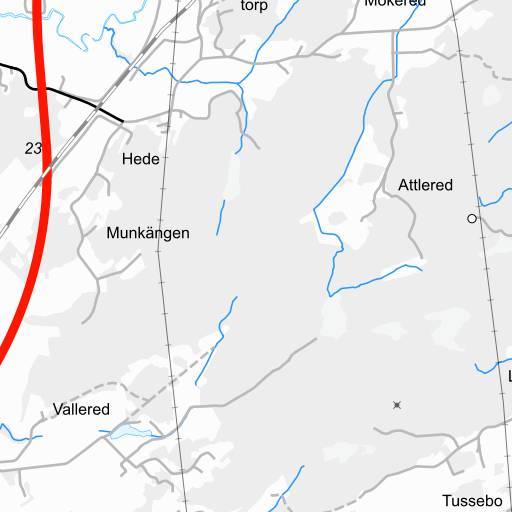 torp
Mökered
23
Hede
Attlered
Munkängen
Vallered
L
Tussebo